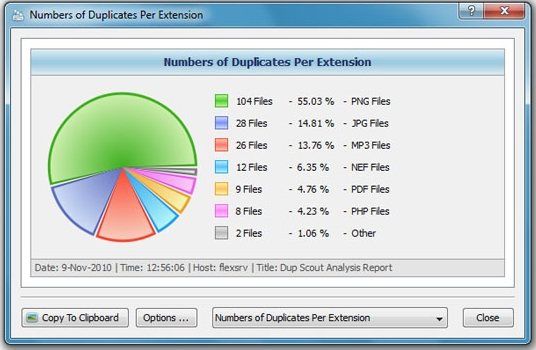 Numbers of Duplicates Per Extension
?
Numbers of Duplicates Per Extension
104 Files - 55.03 % - PNG Files
28 Files - 14.81 % - JPG Files
26 Files - 13.76 % - MP3 Files
12 Files - 6.35 % - NEF Files
9 Files - 4.76 % - PDF Files
8 Files - 4.23 % - PHP Files
2 Files - 1.06 % - Other
Date: 9-Nov-2010 | Time: 12:56:06 | Host: flexsrv | Title: Dup Scout Analysis Report
Copy To Clipboard Options ... Numbers of Duplicates Per Extension Close